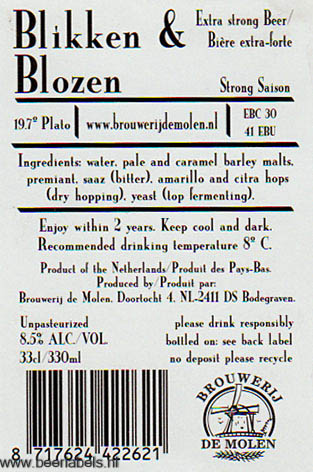 Blikken & Blozen
Extra strong Beer/
Bière extra-forte
Strong Saison
19.7º Plato
www.brouwerijdemolen.nl
EBC 30
41 EBU
Ingredients: water, pale and caramel barley malts,
premiant, saaz (bitter), amarillo and citra hops
(dry hopping), yeast (top fermenting).
Enjoy within 2 years. Keep cool and dark.
Recommended drinking temperature 8º C.
Product of the Netherlands/Produit des Pays-Bas.
Produced by/Produit par:
Brouwerij de Molen. Doortocht 4. NL-2411 DS Bodegraven.
Unpasteurized
8.5% ALC/VOL.
33cl/330ml
please drink responsibly
bottled on: see back label
no deposit please recycle
8 717624 422621
BROUWERIJ
DE MOLEN
www.beerlabels.nl